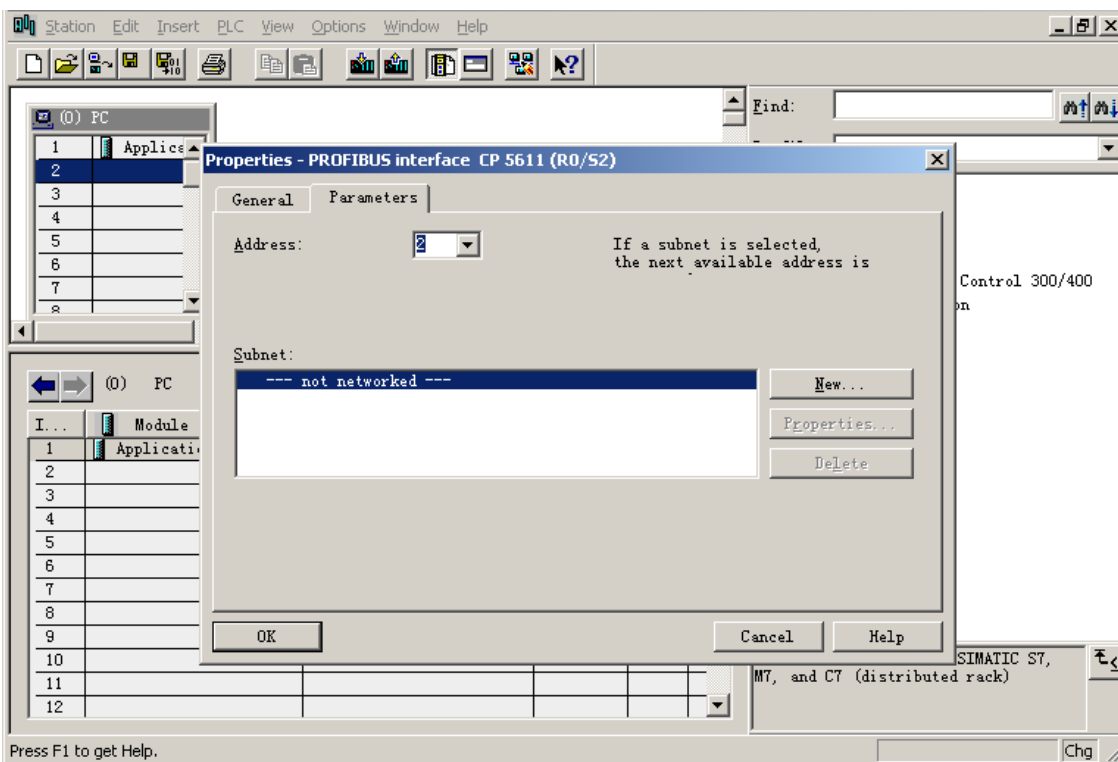 Station Edit Insert PLC View Options Window Help
(0) PC
1 Applica
2
3
4
5
6
7
8
Find:
Properties - PROFIBUS interface CP 5611 (R0/S2)
General Parameters
Address: 2
If a subnet is selected,
the next available address is
Subnet:
--- not networked ---
New...
Properties...
Delete
OK Cancel Help
Control 300/400
on
(0) PC
I... Module
1 Applicati
2
3
4
5
6
7
8
9
10
11
12
SIMATIC S7,
M7, and C7 (distributed rack)
Press F1 to get Help.
Chg